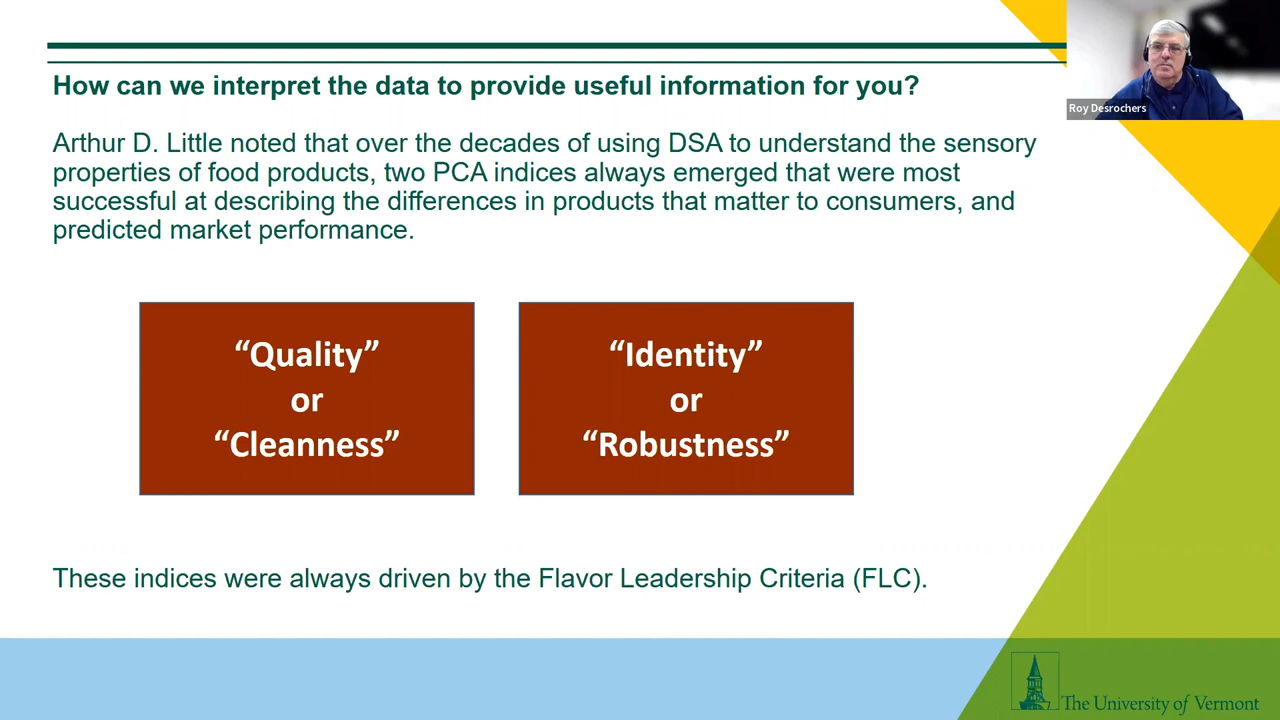 How can we interpret the data to provide useful information for you?
Roy Desrochers
Arthur D. Little noted that over the decades of using DSA to understand the sensory
properties of food products, two PCA indices always emerged that were most
successful at describing the differences in products that matter to consumers, and
predicted market performance.
“Quality”
or
“Cleanness”
“Identity”
or
“Robustness”
These indices were always driven by the Flavor Leadership Criteria (FLC).
The University of Vermont